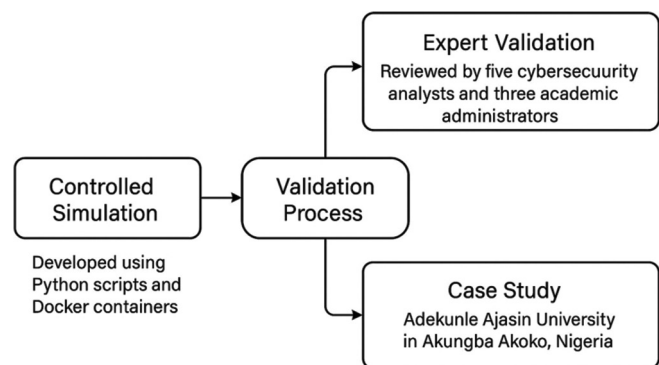 Expert Validation
Reviewed by five cybersecuurity
analysts and three academic
administrators
Controlled
Simulation
Validation
Process
Developed using
Python scripts and
Docker containers
Case Study
Adekunle Ajasin University
in Akungba Akoko, Nigeria